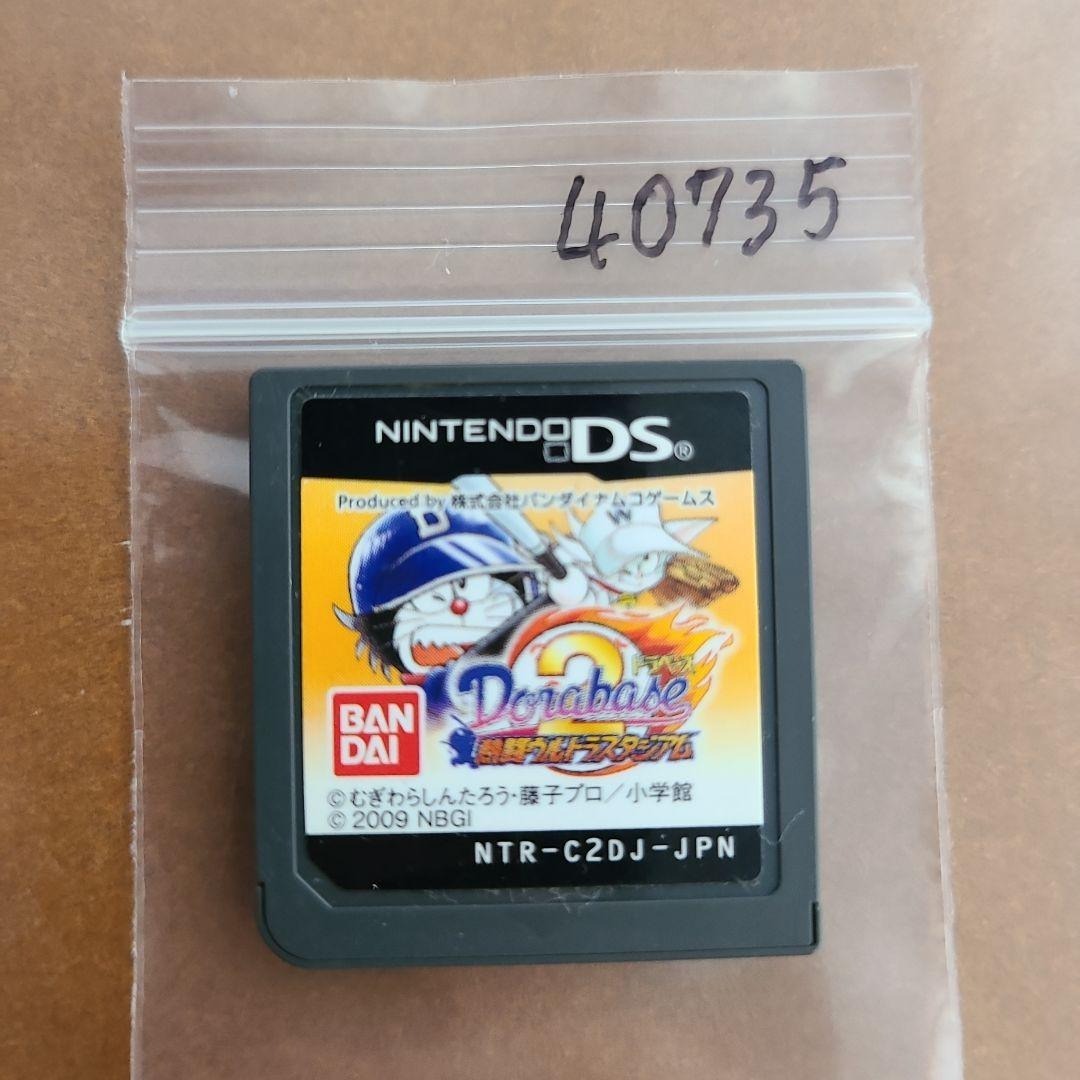 40735
NINTENDO DS®
Produced by 株式会社バンダイナムコゲームス
D
W
ドラベース
Dorabase 2
熱闘ウルトラスタジアム
BAN
DAI
©むぎわらしんたろう・藤子プロ／小学館
© 2009 NBGI
NTR-C2DJ-JPN